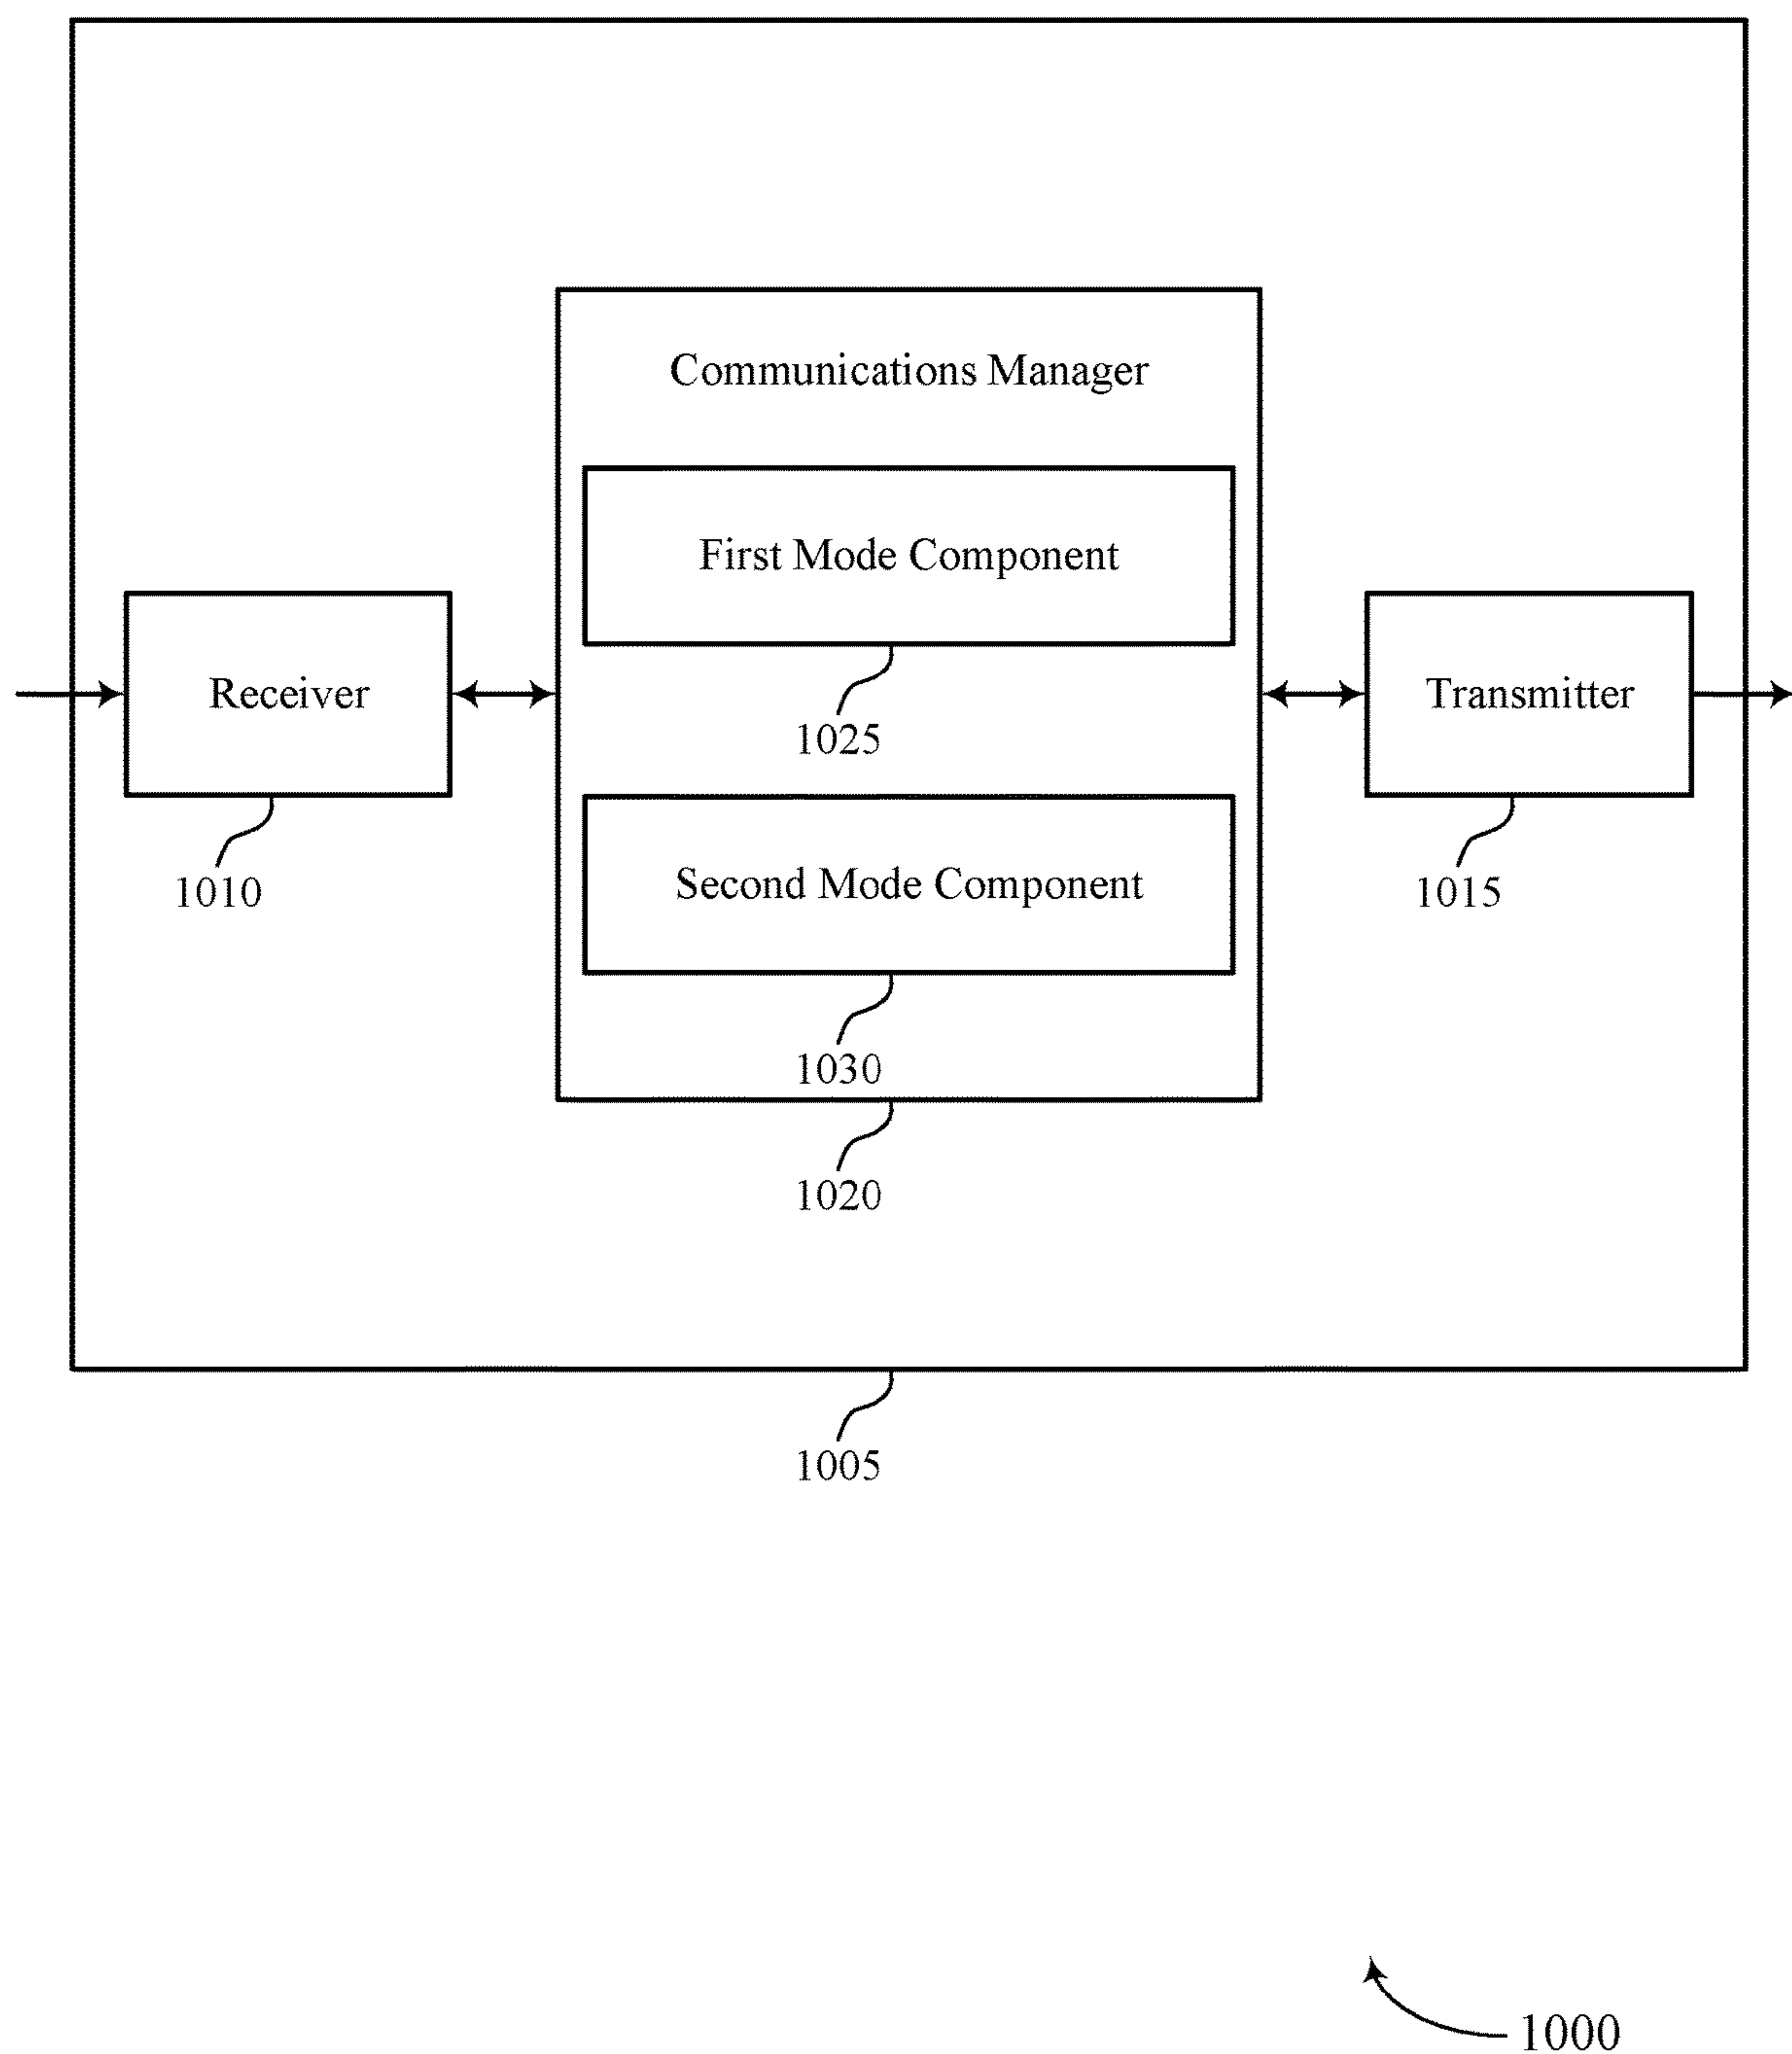 Communications Manager
First Mode Component
1025
Receiver
1010
Transmitter
1015
Second Mode Component
1030
1020
1005
1000